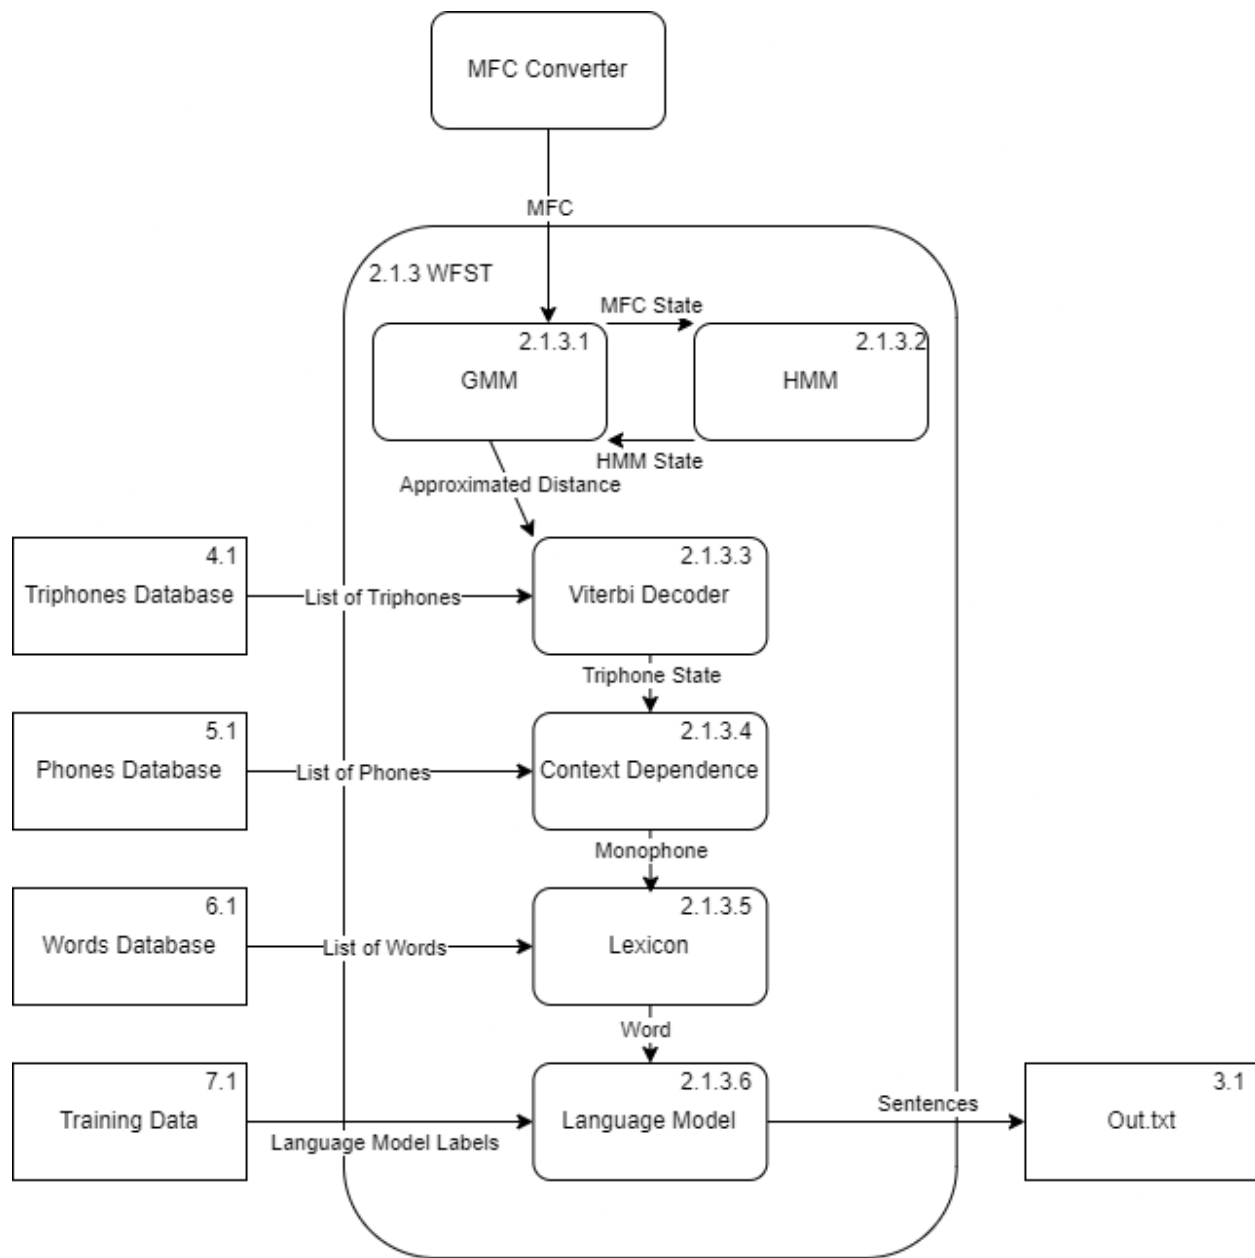 MFC Converter
MFC
2.1.3 WFST
MFC State
2.1.3.1
GMM
2.1.3.2
HMM
HMM State
Approximated Distance
4.1
Triphones Database
List of Triphones
2.1.3.3
Viterbi Decoder
Triphone State
5.1
Phones Database
List of Phones
2.1.3.4
Context Dependence
Monophone
6.1
Words Database
List of Words
2.1.3.5
Lexicon
Word
7.1
Training Data
Language Model Labels
2.1.3.6
Language Model
Sentences
3.1
Out.txt